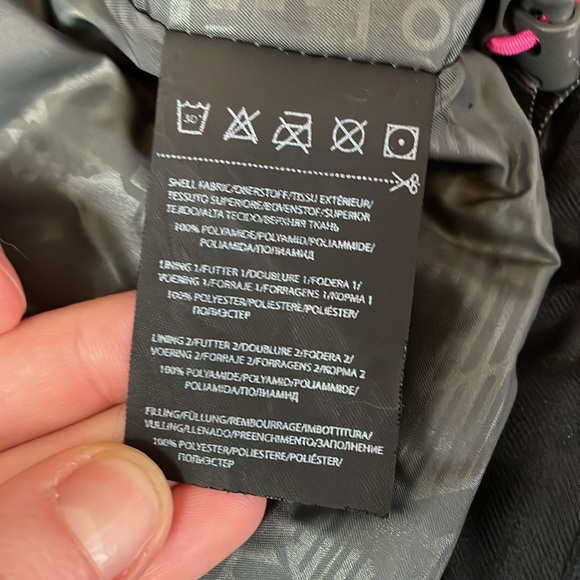 30°
SHELL FABRIC/OBERSTOFF/TISSU EXTÉRIEUR/
TESSUTO SUPERIORE/BOVENSTOF/SUPERIOR
TEJIDO/ALTA TECIDO/ВЕРХНЯЯ ТКАНЬ
100% POLYAMIDE/POLYAMID/POLIAMMIDE/
POLIAMIDA/ПОЛИАМИД
LINING 1/FUTTER 1/DOUBLURE 1/FODERA 1/
VOERING 1/FORRAJE 1/FORRAGENS 1/КОРМА 1
100% POLYESTER/POLIESTERE/POLIÉSTER/
ПОЛИЭСТЕР
LINING 2/FUTTER 2/DOUBLURE 2/FODERA 2/
VOERING 2/FORRAJE 2/FORRAGENS 2/КОРМА 2
100% POLYAMIDE/POLYAMID/POLIAMMIDE/
POLIAMIDA/ПОЛИАМИД
FILLING/FÜLLUNG/REMBOURRAGE/IMBOTTITURA/
VULLING/LLENADO/PREENCHIMENTO/ЗАПОЛНЕНИЕ
100% POLYESTER/POLIESTERE/POLIÉSTER/
ПОЛИЭСТЕР